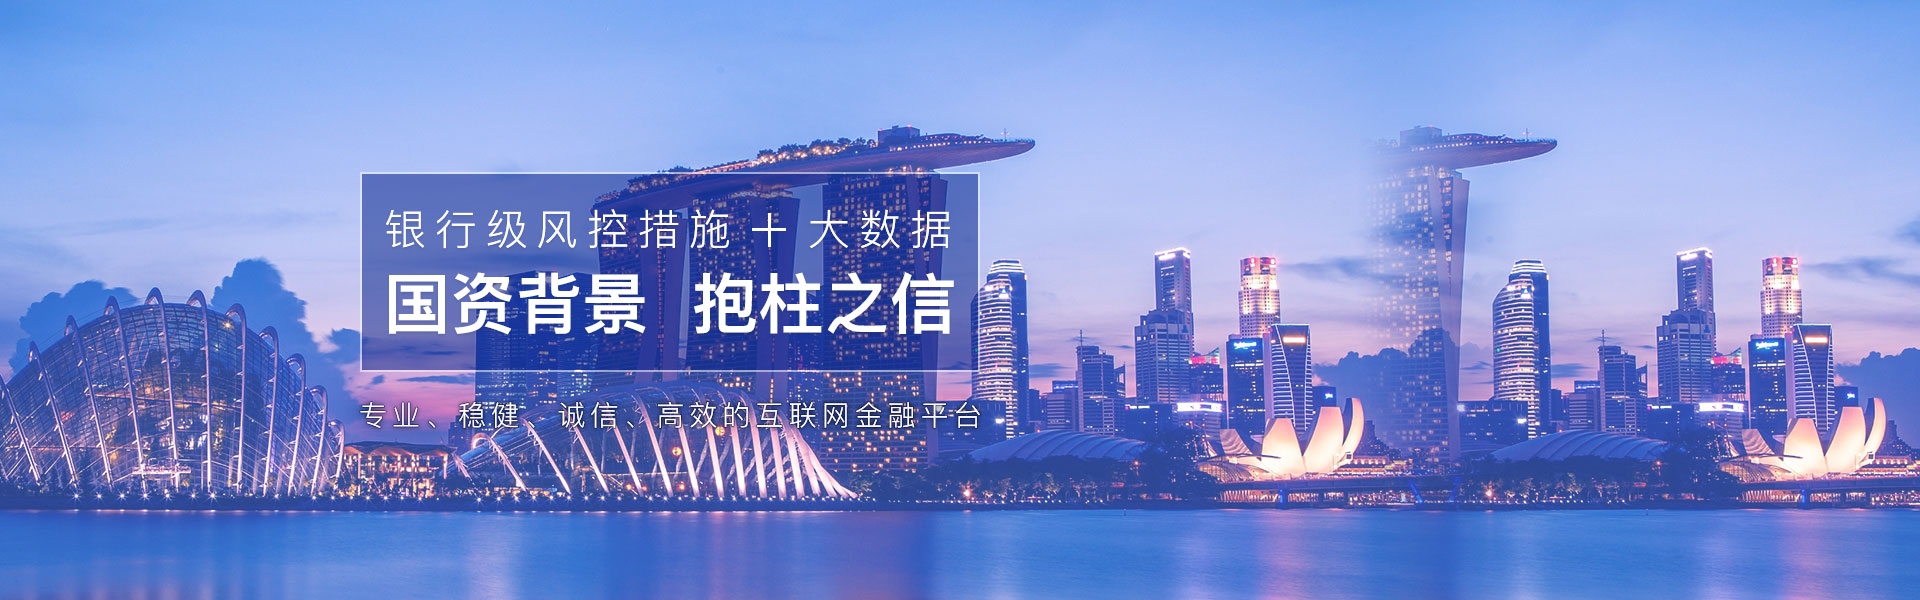 银行级风控措施 + 大数据
国资背景 抱柱之信
专业、稳健、诚信、高效的互联网金融平台